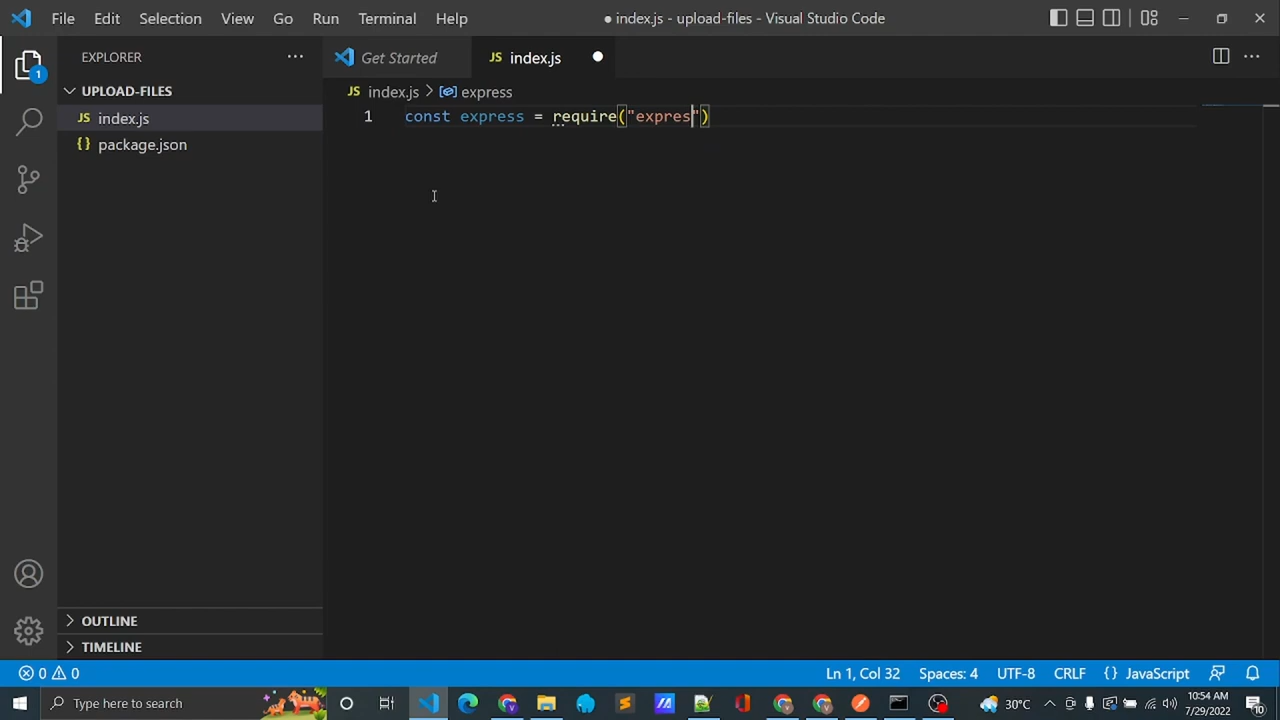 File Edit Selection View Go Run Terminal Help ● index.js - upload-files - Visual Studio Code
EXPLORER ··· Get Started JS index.js
1
UPLOAD-FILES
JS index.js > express
JS index.js
{} package.json
1 const express = require("expres")
OUTLINE
TIMELINE
0 0 Ln 1, Col 32 Spaces: 4 UTF-8 CRLF {} JavaScript
Type here to search 30°C 10:54 AM
7/29/2022 10